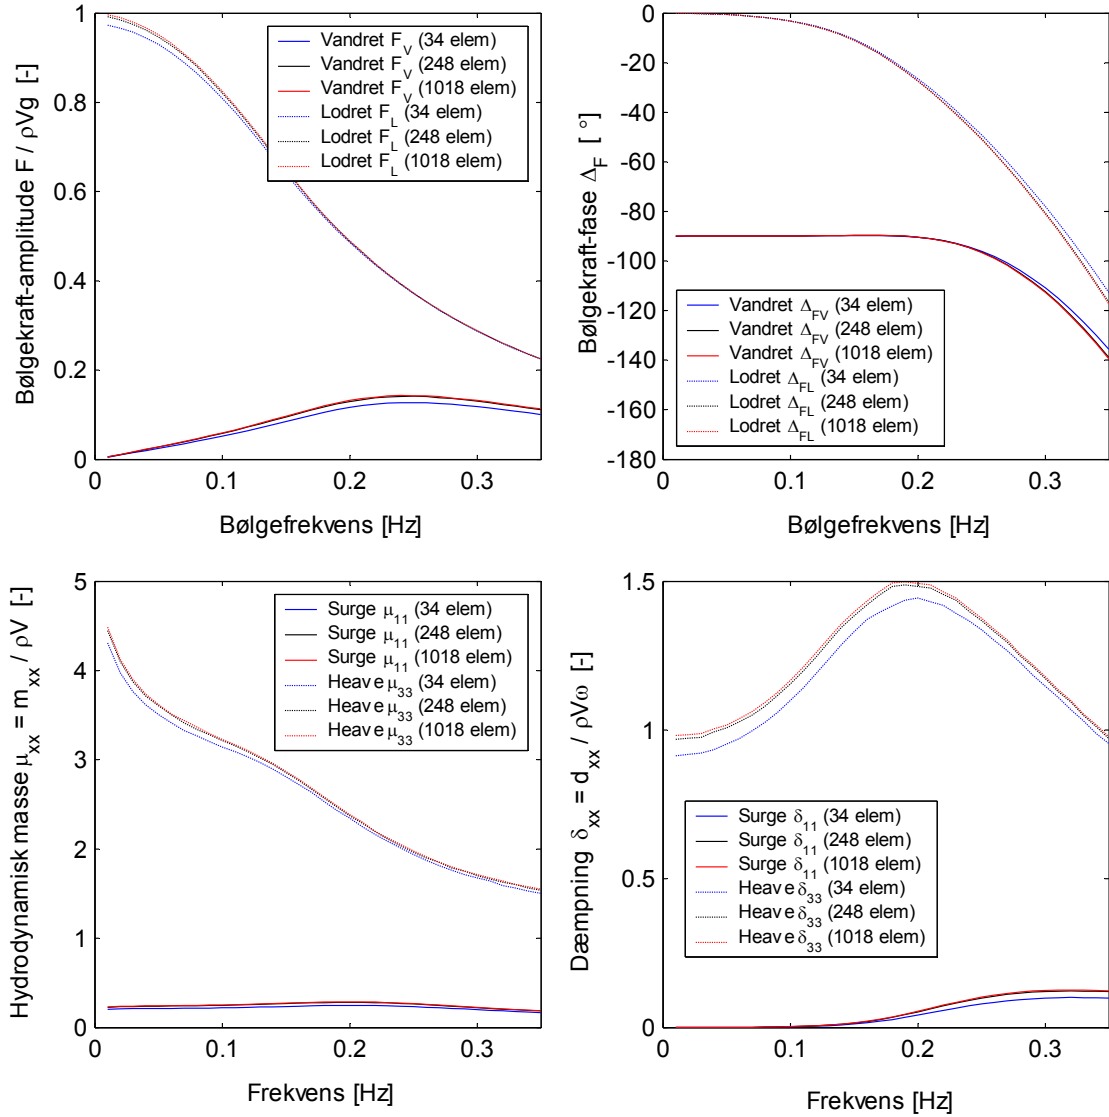 Bølgekraft-amplitude F / ρVg [-]
1
0.8
0.6
0.4
0.2
0
0 0.1 0.2 0.3
Bølgefrekvens [Hz]
Vandret F_V (34 elem)
Vandret F_V (248 elem)
Vandret F_V (1018 elem)
Lodret F_L (34 elem)
Lodret F_L (248 elem)
Lodret F_L (1018 elem)
Bølgekraft-fase Δ_F [ °]
0
-20
-40
-60
-80
-100
-120
-140
-160
-180
0 0.1 0.2 0.3
Bølgefrekvens [Hz]
Vandret Δ_FV (34 elem)
Vandret Δ_FV (248 elem)
Vandret Δ_FV (1018 elem)
Lodret Δ_FL (34 elem)
Lodret Δ_FL (248 elem)
Lodret Δ_FL (1018 elem)
Hydrodynamisk masse μ_xx = m_xx / ρV [-]
5
4
3
2
1
0
0 0.1 0.2 0.3
Frekvens [Hz]
Surge μ_11 (34 elem)
Surge μ_11 (248 elem)
Surge μ_11 (1018 elem)
Heave μ_33 (34 elem)
Heave μ_33 (248 elem)
Heave μ_33 (1018 elem)
Dæmpning δ_xx = d_xx / ρVω [-]
1.5
1
0.5
0
0 0.1 0.2 0.3
Frekvens [Hz]
Surge δ_11 (34 elem)
Surge δ_11 (248 elem)
Surge δ_11 (1018 elem)
Heave δ_33 (34 elem)
Heave δ_33 (248 elem)
Heave δ_33 (1018 elem)